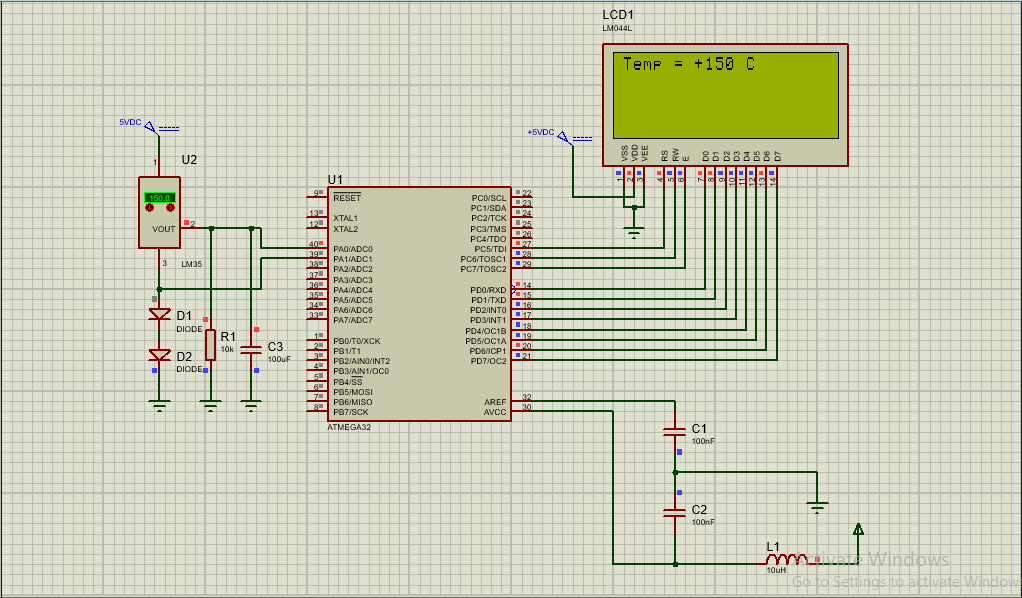 LCD1
LM044L
Temp = +150 C
VSS
VDD
VEE
RS
RW
E
D0
D1
D2
D3
D4
D5
D6
D7
1
2
3
4
5
6
7
8
9
10
11
12
13
14
5VDC
+5VDC
U2
1
150.0
VOUT
2
3
LM35
U1
9 RESET
13 XTAL1
12 XTAL2
40 PA0/ADC0
39 PA1/ADC1
38 PA2/ADC2
37 PA3/ADC3
36 PA4/ADC4
35 PA5/ADC5
34 PA6/ADC6
33 PA7/ADC7
1 PB0/T0/XCK
2 PB1/T1
3 PB2/AIN0/INT2
4 PB3/AIN1/OC0
5 PB4/SS
6 PB5/MOSI
7 PB6/MISO
8 PB7/SCK
PC0/SCL 22
PC1/SDA 23
PC2/TCK 24
PC3/TMS 25
PC4/TDO 26
PC5/TDI 27
PC6/TOSC1 28
PC7/TOSC2 29
PD0/RXD 14
PD1/TXD 15
PD2/INT0 16
PD3/INT1 17
PD4/OC1B 18
PD5/OC1A 19
PD6/ICP1 20
PD7/OC2 21
AREF 32
AVCC 30
ATMEGA32
D1
DIODE
D2
DIODE
R1
10k
C3
100uF
C1
100nF
C2
100nF
L1
10uH
Activate Windows
Go to Settings to activate Windows